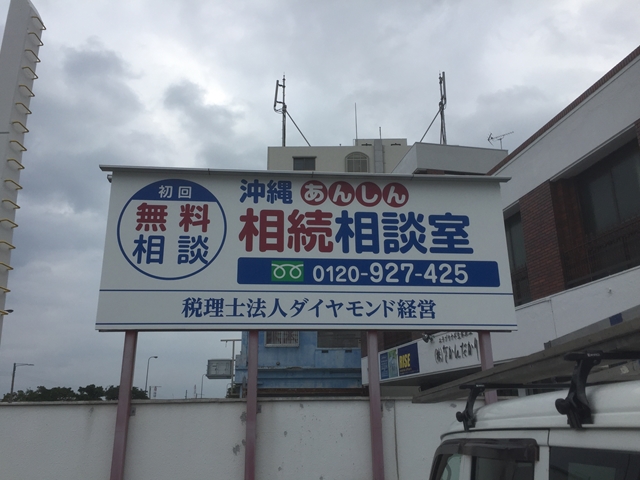 初回
無料
相談
沖縄あんしん
相続相談室
0120-927-425
税理士法人ダイヤモンド経営
RISE